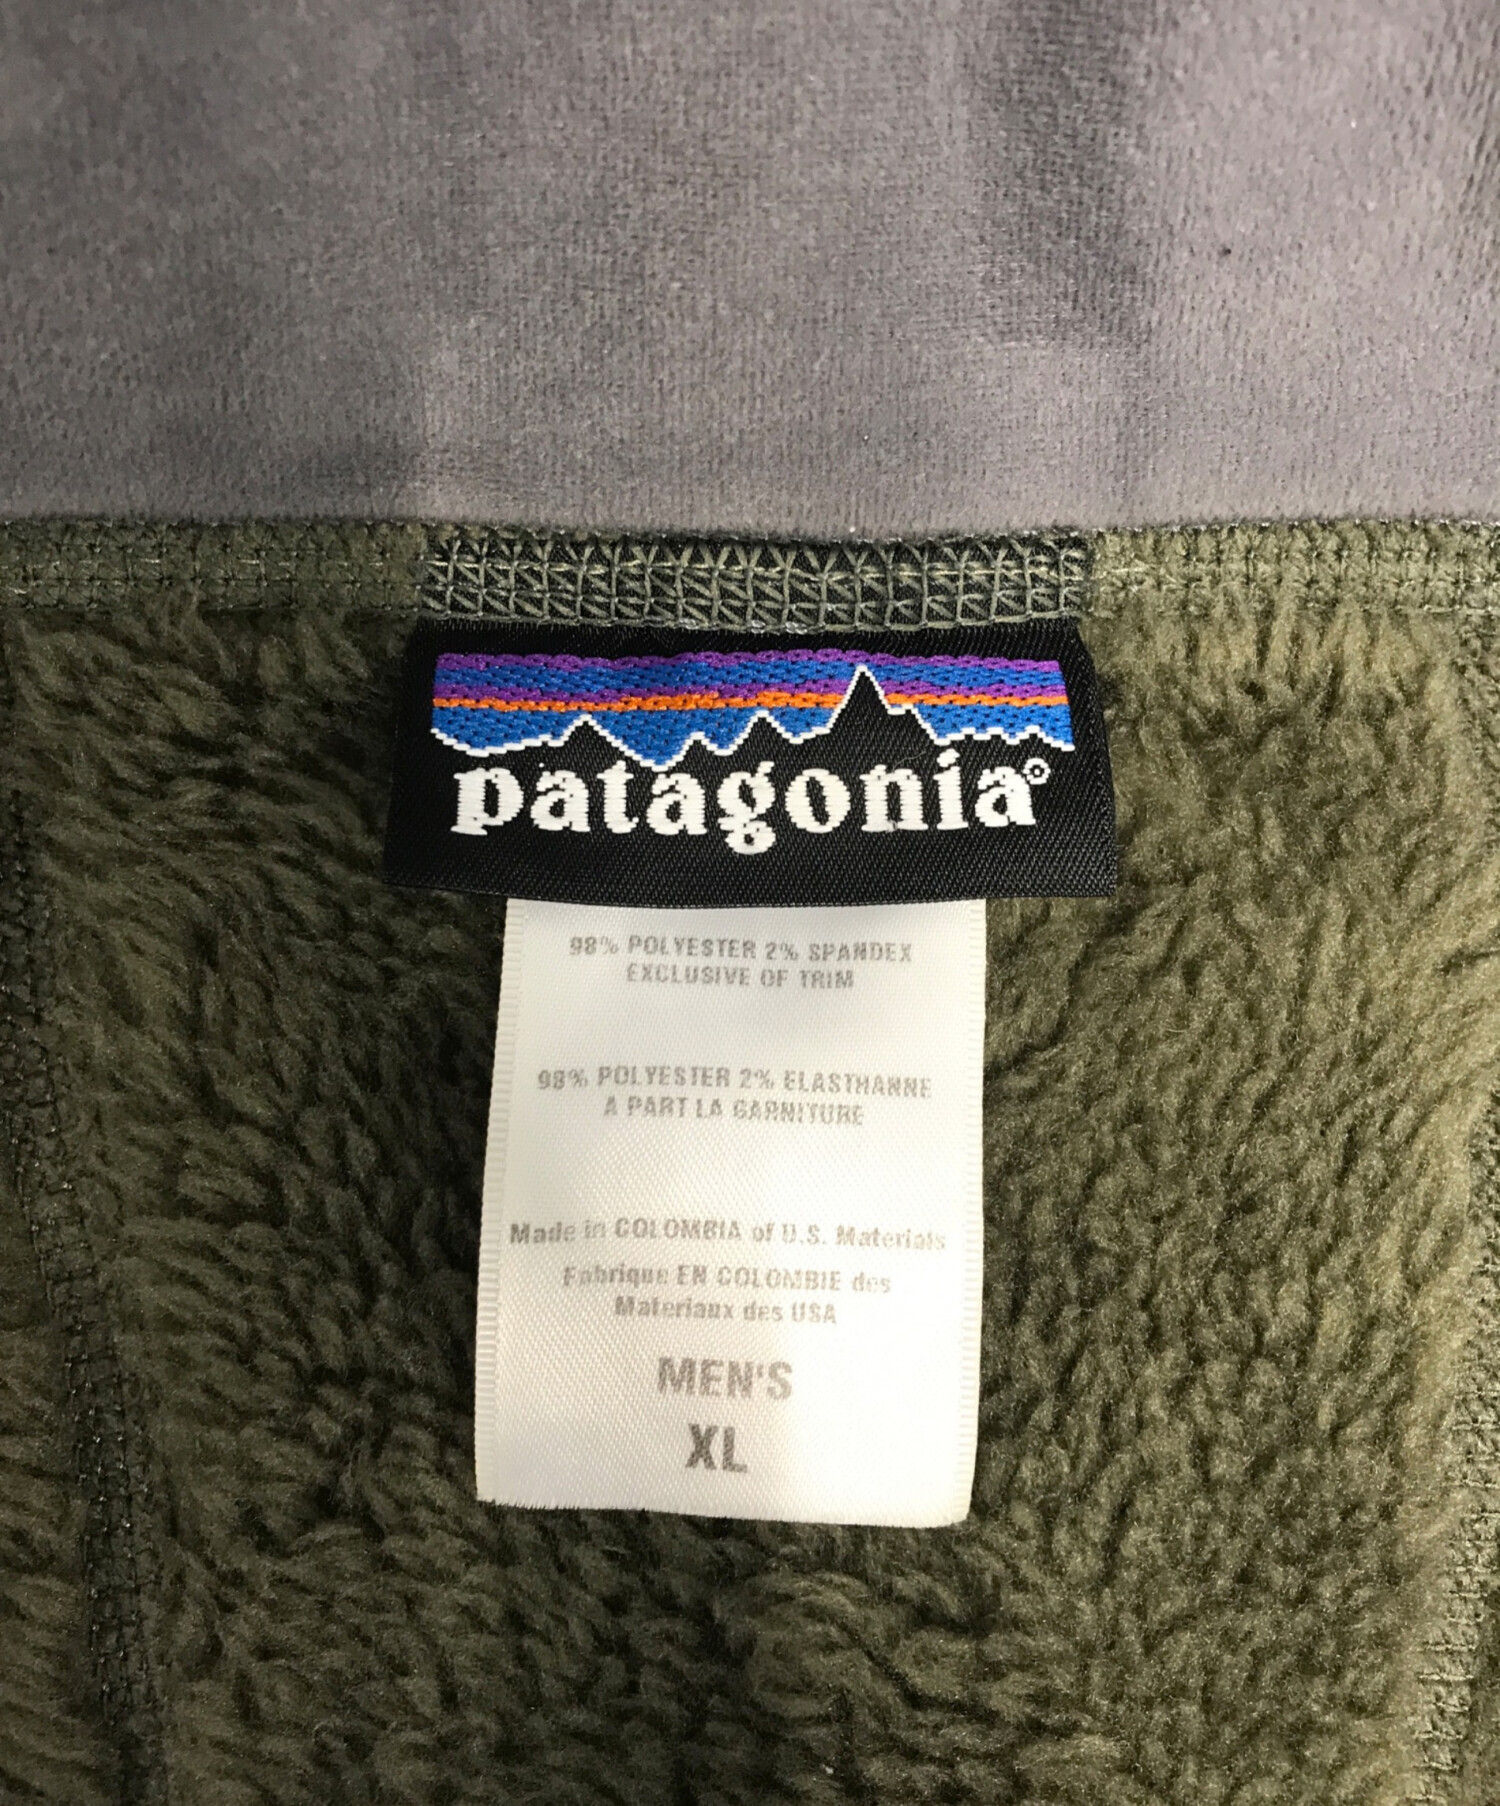 patagonia®
98% POLYESTER 2% SPANDEX
EXCLUSIVE OF TRIM
98% POLYESTER 2% ELASTHANNE
A PART LA GARNITURE
Made in COLOMBIA of U.S. Materials
Fabrique EN COLOMBIE des
Materiaux des USA
MEN'S
XL